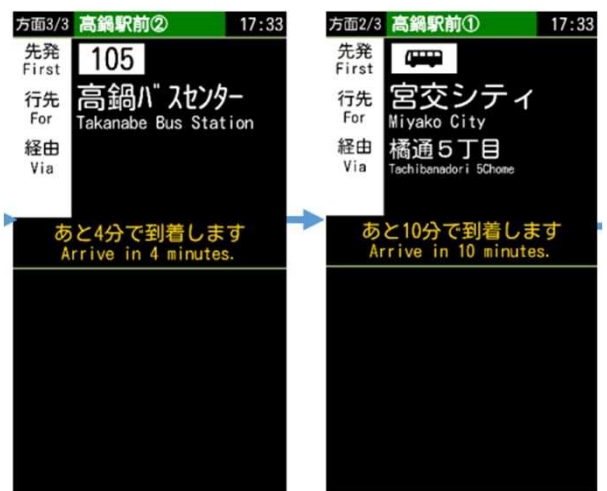 方面3/3 高鍋駅前② 17:33
先発
First
105
行先
For
高鍋バスセンター
Takanabe Bus Station
経由
Via
あと4分で到着します
Arrive in 4 minutes.
方面2/3 高鍋駅前① 17:33
先発
First
行先
For
宮交シティ
Miyako City
経由
Via
橘通5丁目
Tachibanadori 5Chome
あと10分で到着します
Arrive in 10 minutes.